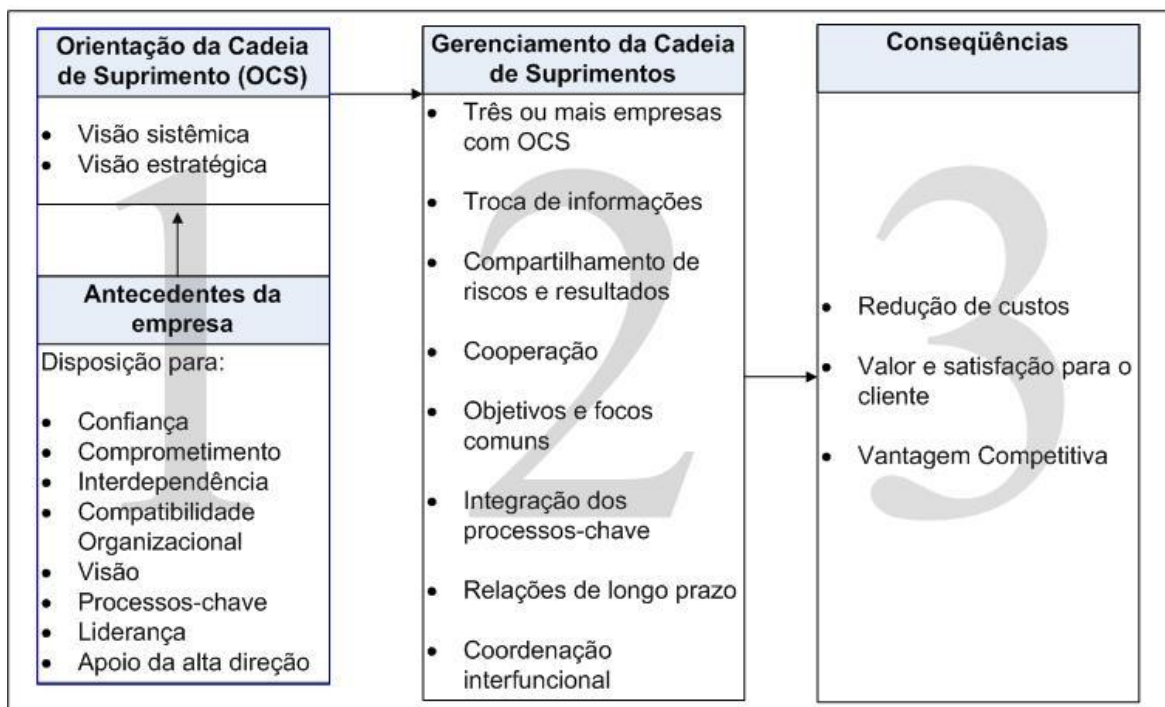 Orientação da Cadeia
de Suprimento (OCS)
• Visão sistêmica
• Visão estratégica
1
Antecedentes da
empresa
Disposição para:
• Confiança
• Comprometimento
• Interdependência
• Compatibilidade
Organizacional
• Visão
• Processos-chave
• Liderança
• Apoio da alta direção
Gerenciamento da Cadeia
de Suprimentos
• Três ou mais empresas
com OCS
• Troca de informações
• Compartilhamento de
riscos e resultados
2
• Cooperação
• Objetivos e focos
comuns
• Integração dos
processos-chave
• Relações de longo prazo
• Coordenação
interfuncional
Conseqüências
3
• Redução de custos
• Valor e satisfação para o
cliente
• Vantagem Competitiva